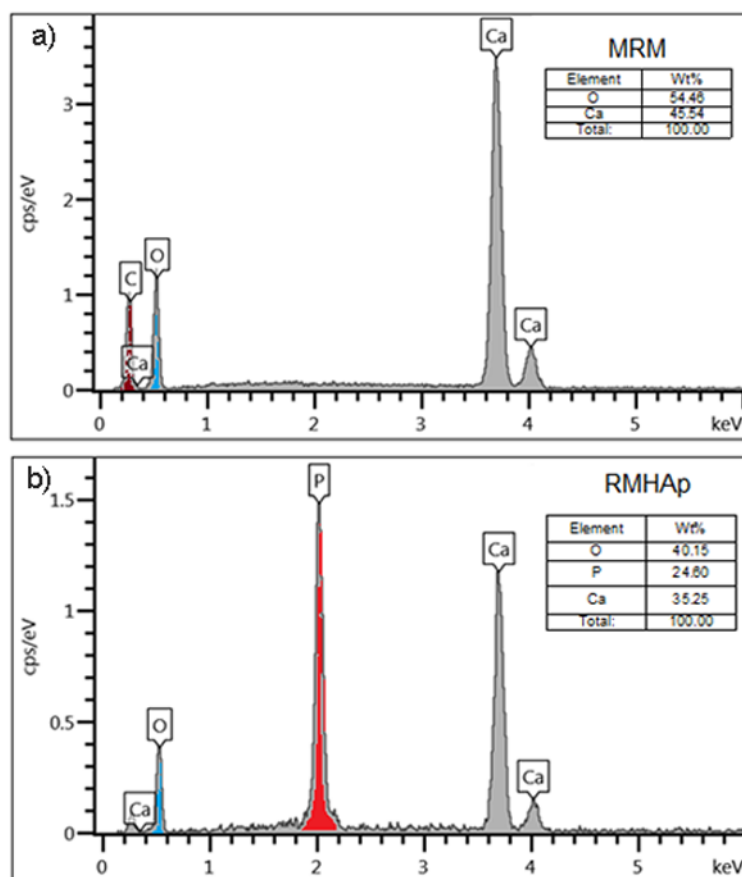 a)
MRM
Element Wt%
O 54.46
Ca 45.54
Total: 100.00
cps/eV
3
2
1
0
Ca
C
O
Ca
Ca
0 1 2 3 4 5 keV
b)
RMHAp
Element Wt%
O 40.15
P 24.60
Ca 35.25
Total: 100.00
cps/eV
1.5
1
0.5
0
P
Ca
O
Ca
Ca
0 1 2 3 4 5 keV